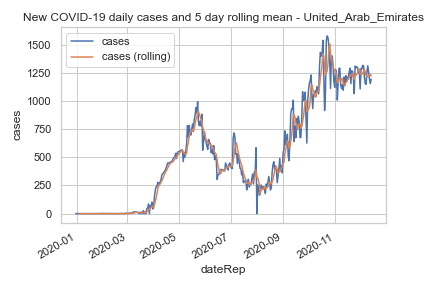 New COVID-19 daily cases and 5 day rolling mean - United_Arab_Emirates
cases
cases (rolling)
1500
1250
1000
750
500
250
0
cases
2020-01
2020-03
2020-05
2020-07
2020-09
2020-11
dateRep